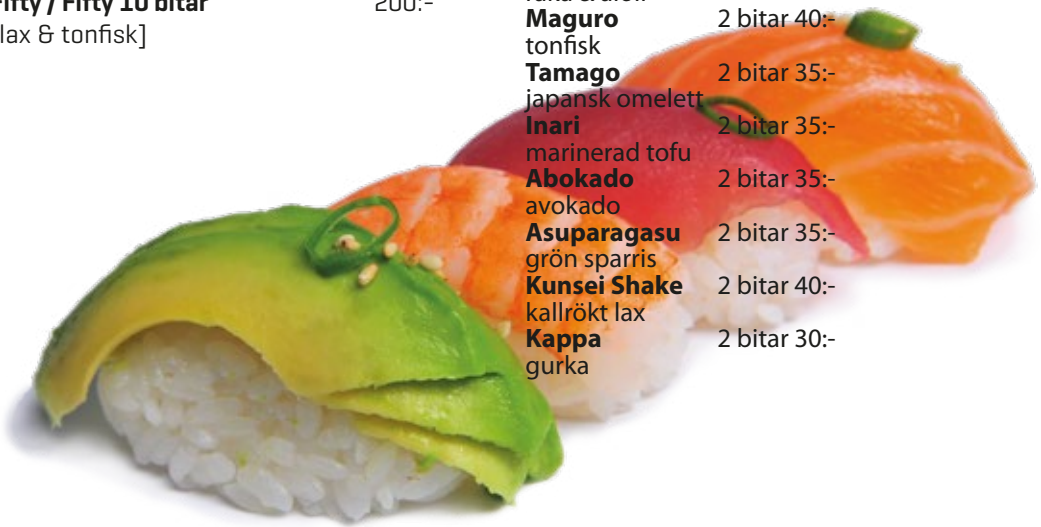 Fifty / Fifty 10 bitar 200:-
lax & tonfisk]
Maguro 2 bitar 40:-
tonfisk
Tamago 2 bitar 35:-
japansk omelett
Inari 2 bitar 35:-
marinerad tofu
Abokado 2 bitar 35:-
avokado
Asuparagasu 2 bitar 35:-
grön sparris
Kunsei Shake 2 bitar 40:-
kallrökt lax
Kappa 2 bitar 30:-
gurka